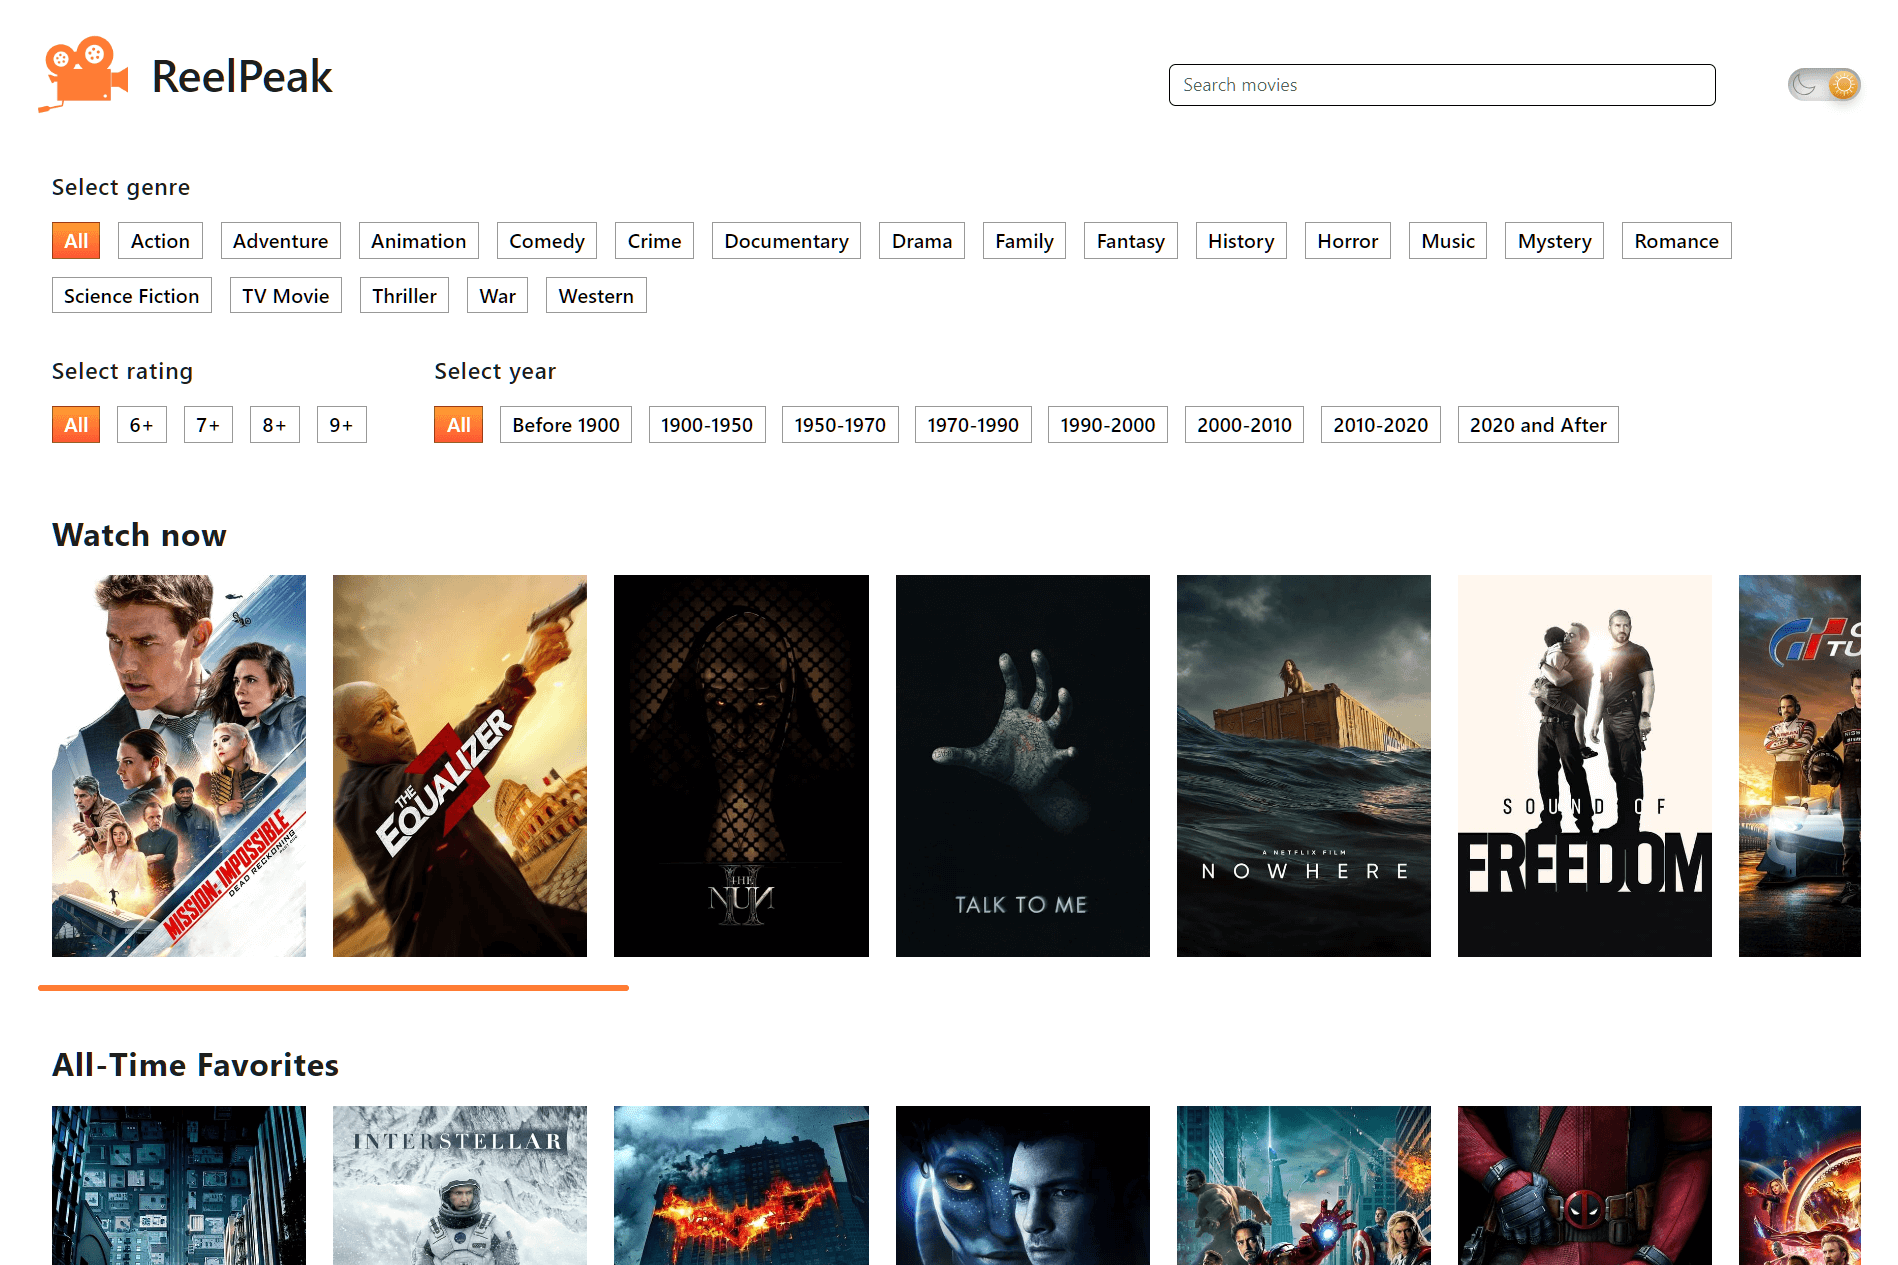 ReelPeak
Search movies
Select genre
All Action Adventure Animation Comedy Crime Documentary Drama Family Fantasy History Horror Music Mystery Romance
Science Fiction TV Movie Thriller War Western
Select rating
All 6+ 7+ 8+ 9+
Select year
All Before 1900 1900-1950 1950-1970 1970-1990 1990-2000 2000-2010 2010-2020 2020 and After
Watch now
MISSION: IMPOSSIBLE
DEAD RECKONING
THE
EQUALIZER
3
THE
NUN
II
TALK TO ME
A NETFLIX FILM
NOWHERE
SOUND OF
FREEDOM
TU
All-Time Favorites
INTERSTELLAR